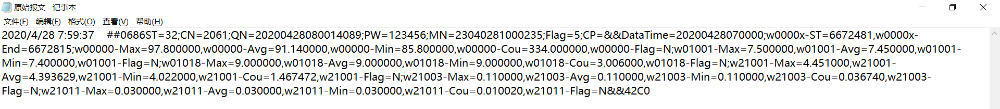 原始报文 - 记事本
文件(F) 编辑(E) 格式(O) 查看(V) 帮助(H)
2020/4/28 7:59:37 ##0686ST=32;CN=2061;QN=20200428080014089;PW=123456;MN=23040281000235;Flag=5;CP=&&DataTime=20200428070000;w0000x-ST=6672481,w0000x-
End=6672815;w00000-Max=97.800000,w00000-Avg=91.140000,w00000-Min=85.800000,w00000-Cou=334.000000,w00000-Flag=N;w01001-Max=7.500000,w01001-Avg=7.450000,w01001-
Min=7.400000,w01001-Flag=N;w01018-Max=9.000000,w01018-Avg=9.000000,w01018-Min=9.000000,w01018-Cou=3.006000,w01018-Flag=N;w21001-Max=4.451000,w21001-
Avg=4.393629,w21001-Min=4.022000,w21001-Cou=1.467472,w21001-Flag=N;w21003-Max=0.110000,w21003-Avg=0.110000,w21003-Min=0.110000,w21003-Cou=0.036740,w21003-
Flag=N;w21011-Max=0.030000,w21011-Avg=0.030000,w21011-Min=0.030000,w21011-Cou=0.010020,w21011-Flag=N&&42C0